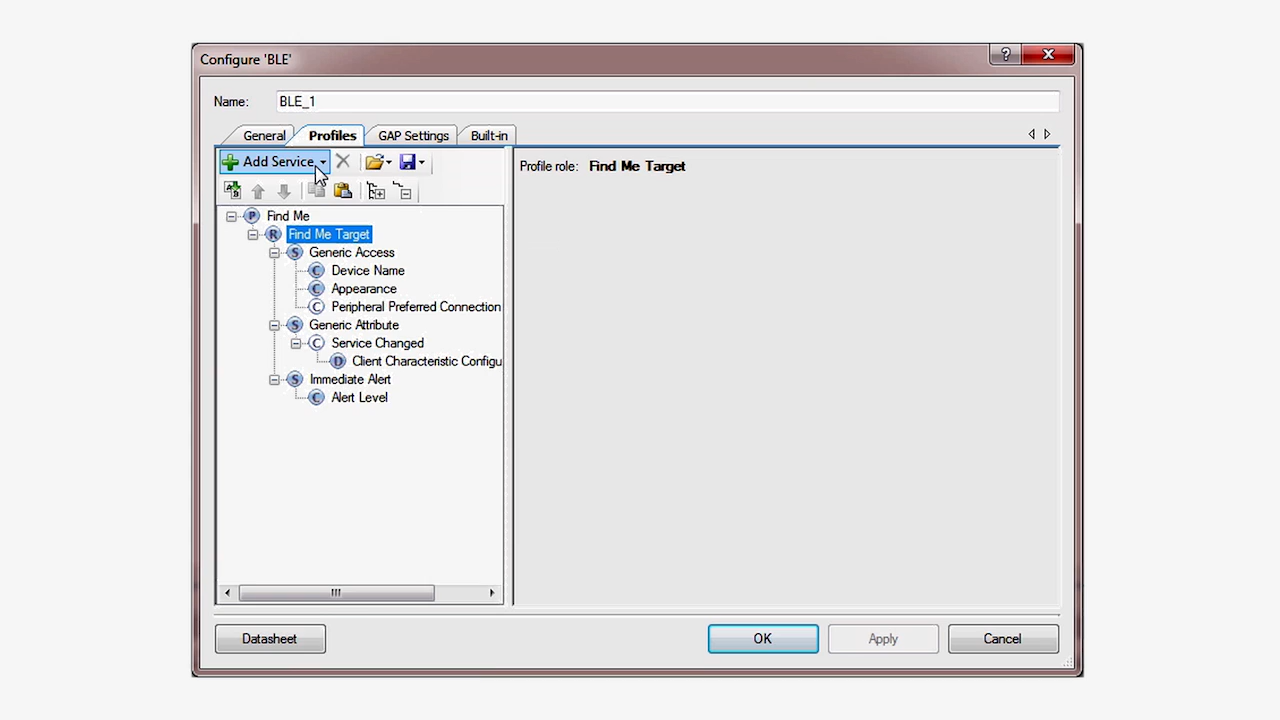 Configure 'BLE'
?
Name: BLE_1
General Profiles GAP Settings Built-in
Add Service
P Find Me
R Find Me Target
S Generic Access
C Device Name
C Appearance
C Peripheral Preferred Connection
S Generic Attribute
C Service Changed
D Client Characteristic Configu
S Immediate Alert
C Alert Level
Profile role: Find Me Target
Datasheet OK Apply Cancel